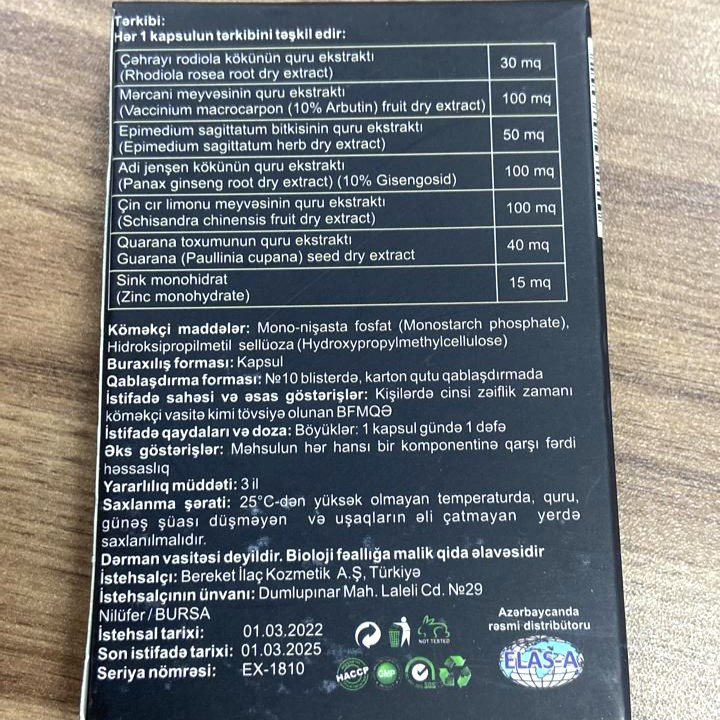 Tərkibi:
Hər 1 kapsulun tərkibini təşkil edir:
Çəhrayı rodiola kökünün quru ekstraktı
(Rhodiola rosea root dry extract)
30 mq
Mərcani meyvəsinin quru ekstraktı
(Vaccinium macrocarpon (10% Arbutin) fruit dry extract)
100 mq
Epimedium sagittatum bitkisinin quru ekstraktı
(Epimedium sagittatum herb dry extract)
50 mq
Adi jenşen kökünün quru ekstraktı
(Panax ginseng root dry extract) (10% Gisengosid)
100 mq
Çin cır limonu meyvəsinin quru ekstraktı
(Schisandra chinensis fruit dry extract)
100 mq
Quarana toxumunun quru ekstraktı
Guarana (Paullinia cupana) seed dry extract
40 mq
Sink monohidrat
(Zinc monohydrate)
15 mq
Köməkçi maddələr: Mono-nişasta fosfat (Monostarch phosphate),
Hidroksipropilmetil sellüoza (Hydroxypropylmethylcellulose)
Buraxılış forması: Kapsul
Qablaşdırma forması: №10 blisterdə, karton qutu qablaşdırmada
İstifadə sahəsi və əsas göstərişlər: Kişilərdə cinsi zəiflik zamanı
köməkçi vasitə kimi tövsiyə olunan BFMQƏ
İstifadə qaydaları və doza: Böyüklər: 1 kapsul gündə 1 dəfə
Əks göstərişlər: Məhsulun hər hansı bir komponentinə qarşı fərdi
həssaslıq
Yararlılıq müddəti: 3 il
Saxlanma şərati: 25°C-dən yüksək olmayan temperaturda, quru,
günəş şüası düşməyən və uşaqların əli çatmayan yerdə
saxlanılmalıdır.
Dərman vasitəsi deyildir. Bioloji fəallığa malik qida əlavəsidir
İstehsalçı: Bereket İlaç Kozmetik A.Ş, Türkiyə
İstehsalçının ünvanı: Dumlupınar Mah. Laleli Cd. №29
Nilüfer / BURSA
İstehsal tarixi: 01.03.2022
Son istifadə tarixi: 01.03.2025
Seriya nömrəsi: EX-1810
NOT TESTED
HACCP
GMP
Azərbaycanda
rəsmi distribütoru
ELAŞ-A